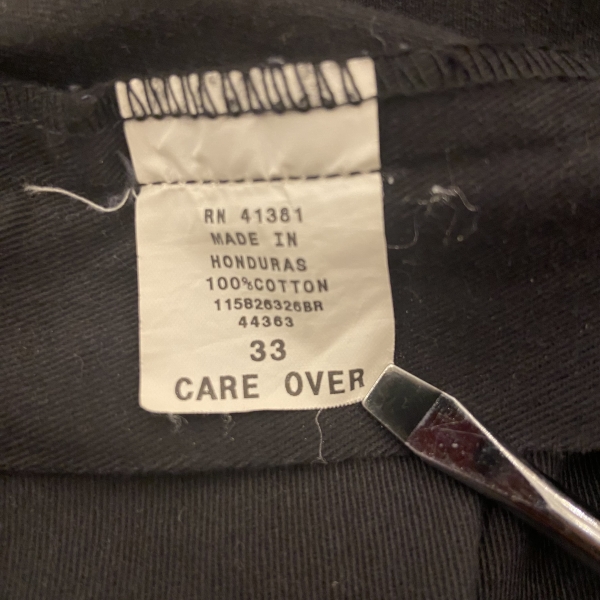 RN 41381
MADE IN
HONDURAS
100%COTTON
115826326BR
44363
33
CARE OVER